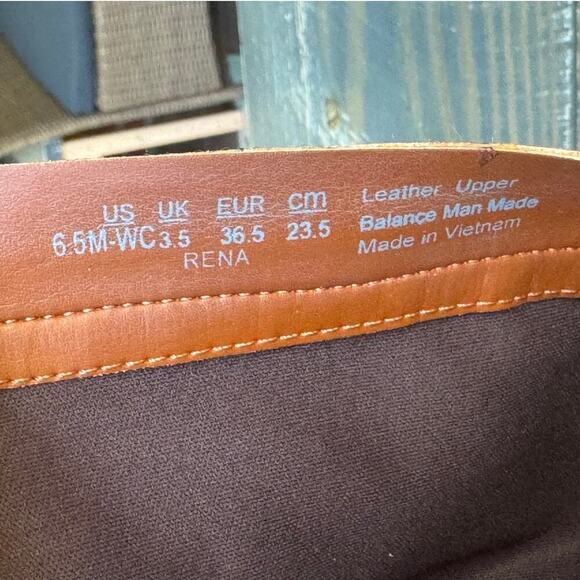 US UK EUR cm
6.5M-WC 3.5 36.5 23.5
RENA
Leather Upper
Balance Man Made
Made in Vietnam